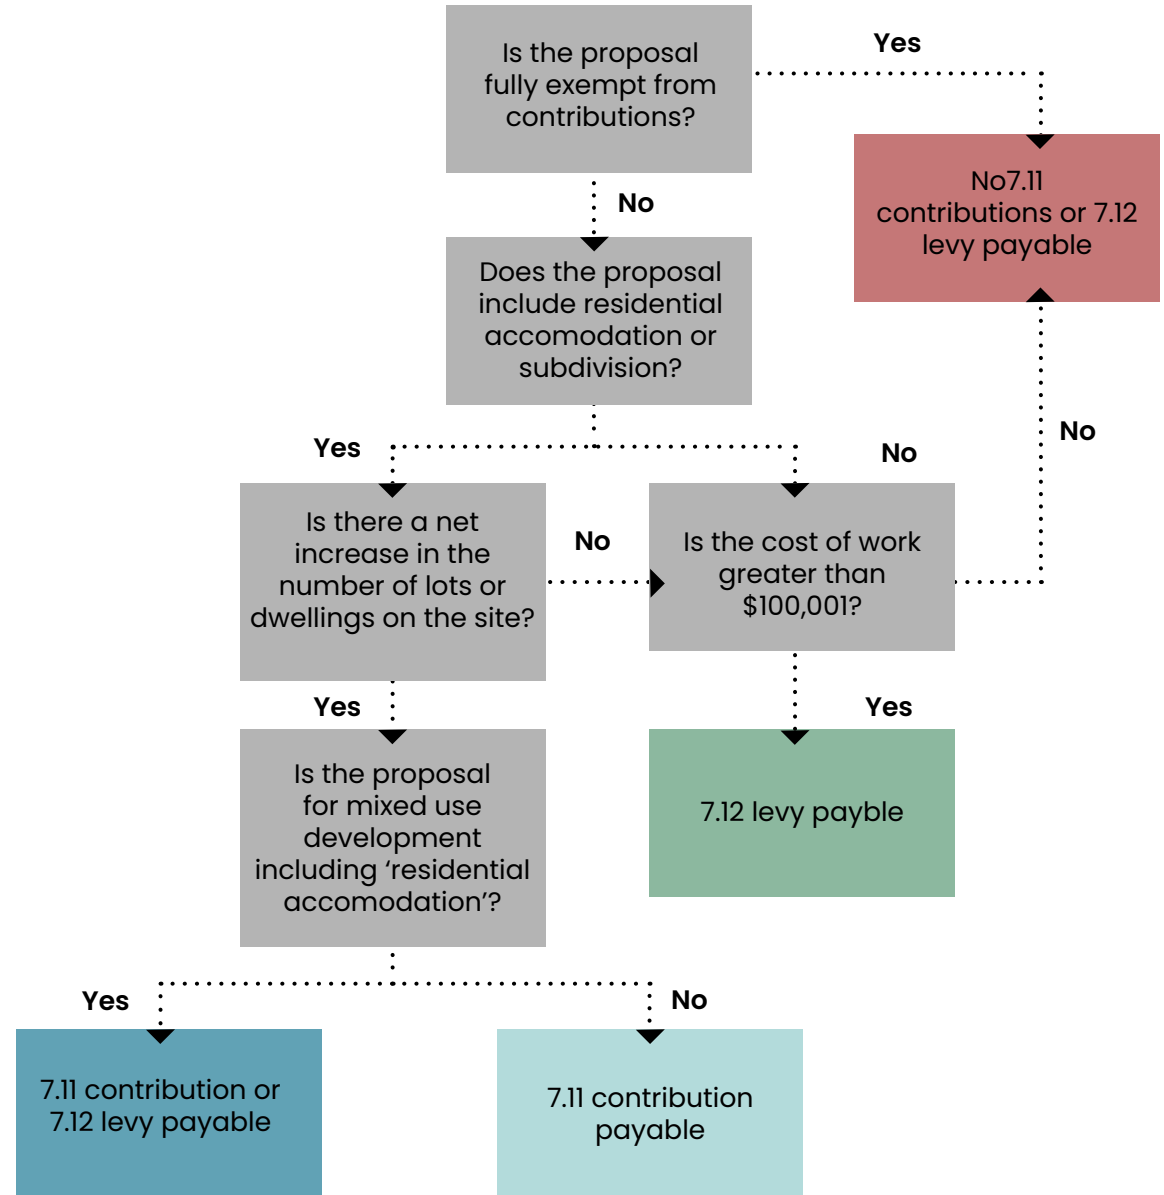 Is the proposal
fully exempt from
contributions?
Yes
No7.11
contributions or 7.12
levy payable
No
Does the proposal
include residential
accomodation or
subdivision?
Yes
No
No
Is there a net
increase in the
number of lots or
dwellings on the site?
No
Is the cost of work
greater than
$100,001?
Yes
Yes
Is the proposal
for mixed use
development
including ‘residential
accomodation’?
7.12 levy payble
Yes
No
7.11 contribution or
7.12 levy payable
7.11 contribution
payable